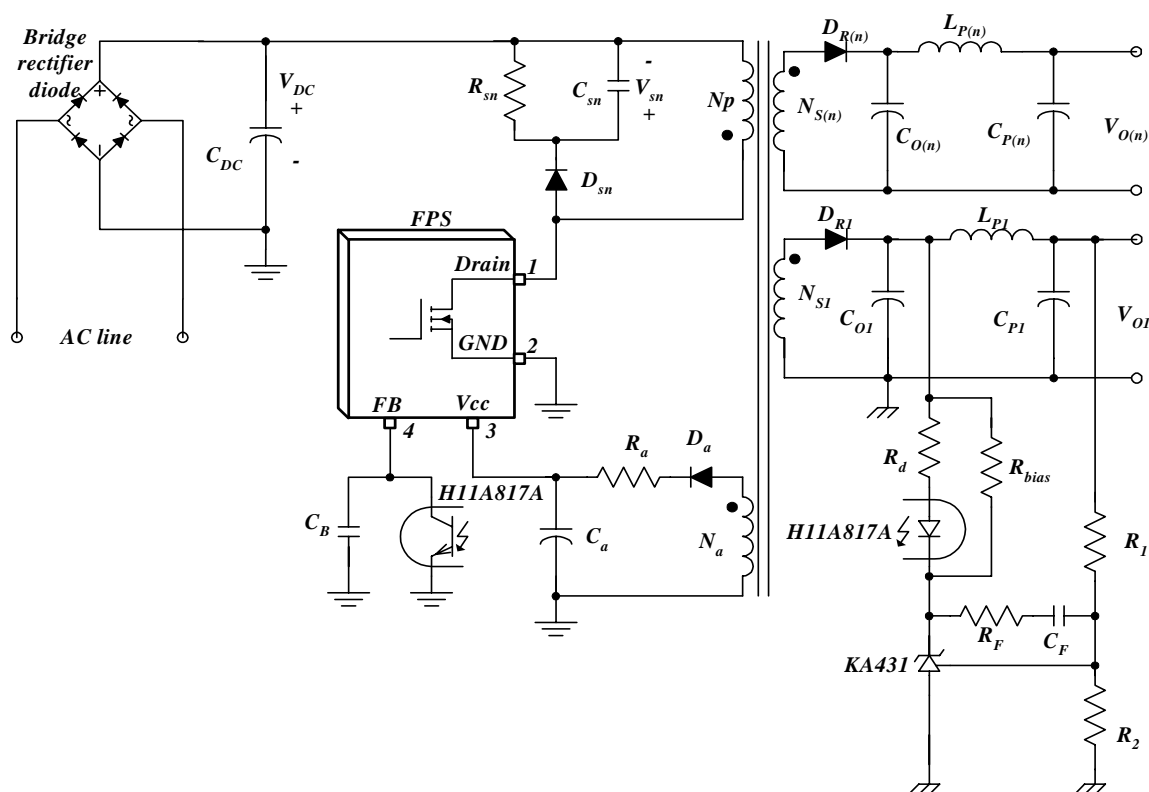 Bridge
rectifier
diode
V_DC
+
C_DC
-
+
~
~
-
AC line
R_sn
C_sn
-
V_sn
+
D_sn
Np
N_S(n)
D_R(n)
L_P(n)
C_O(n)
C_P(n)
V_O(n)
FPS
Drain
1
GND
2
FB
4
Vcc
3
D_R1
L_P1
N_S1
C_O1
C_P1
V_O1
H11A817A
C_B
C_a
R_a
D_a
N_a
R_d
R_bias
H11A817A
R_1
R_F
C_F
KA431
R_2